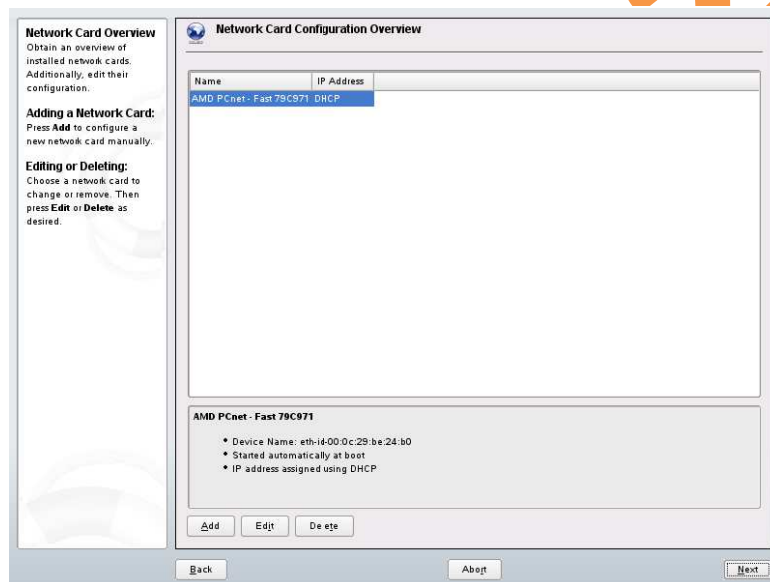 Network Card Overview
Obtain an overview of
installed network cards.
Additionally, edit their
configuration.
Adding a Network Card:
Press Add to configure a
new network card manually.
Editing or Deleting:
Choose a network card to
change or remove. Then
press Edit or Delete as
desired.
Network Card Configuration Overview
Name IP Address
AMD PCnet - Fast 79C971 DHCP
AMD PCnet - Fast 79C971
• Device Name: eth-id-00:0c:29:be:24:b0
• Started automatically at boot
• IP address assigned using DHCP
Add Edit Delete
Back Abort Next